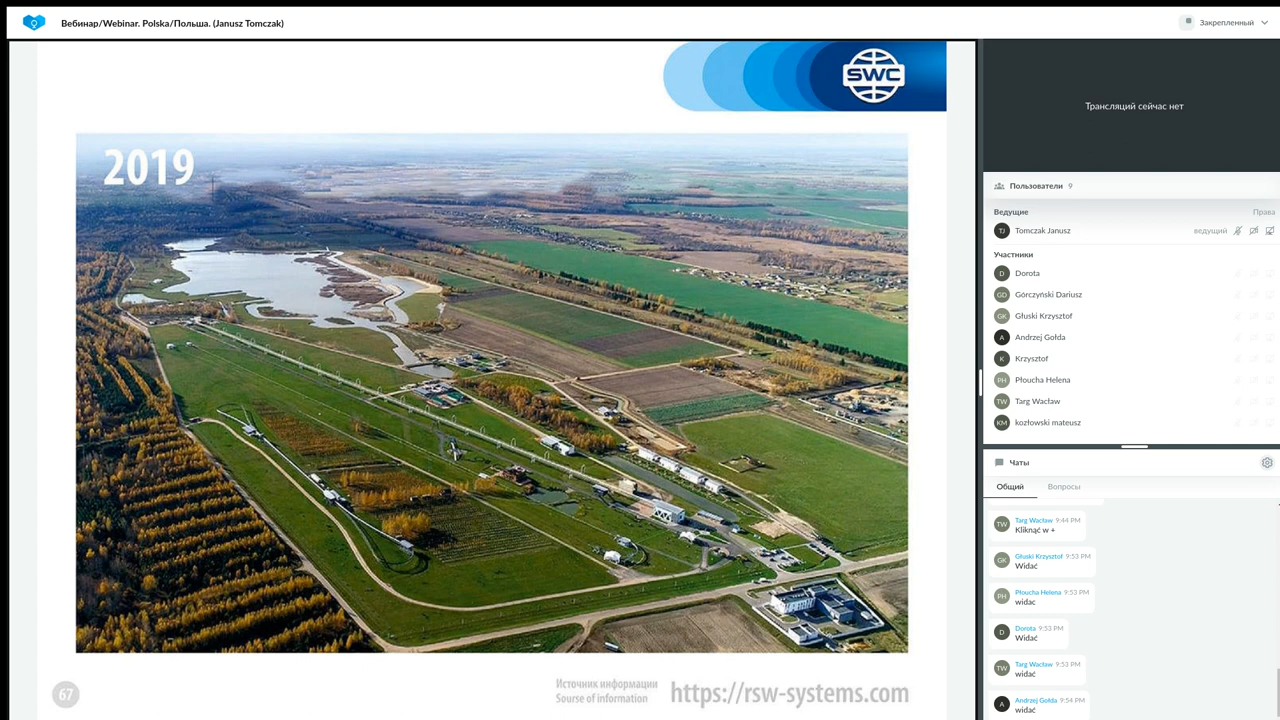 Вебинар/Webinar. Polska/Польша. (Janusz Tomczak)
Закрепленный
SWC
2019
67
Источник информации
Sourse of information
https://rsw-systems.com
Трансляций сейчас нет
Пользователи 9
Ведущие Права
TJ Tomczak Janusz ведущий
Участники
D Dorota
GD Górczyński Dariusz
GK Głuski Krzysztof
A Andrzej Gołda
K Krzysztof
PH Płoucha Helena
TW Targ Wacław
KM kozłowski mateusz
Чаты
Общий Вопросы
TW Targ Wacław 9:44 PM
Kliknąć w +
GK Głuski Krzysztof 9:53 PM
Widać
PH Płoucha Helena 9:53 PM
widac
D Dorota 9:53 PM
Widać
TW Targ Wacław 9:53 PM
widać
A Andrzej Gołda 9:54 PM
widać